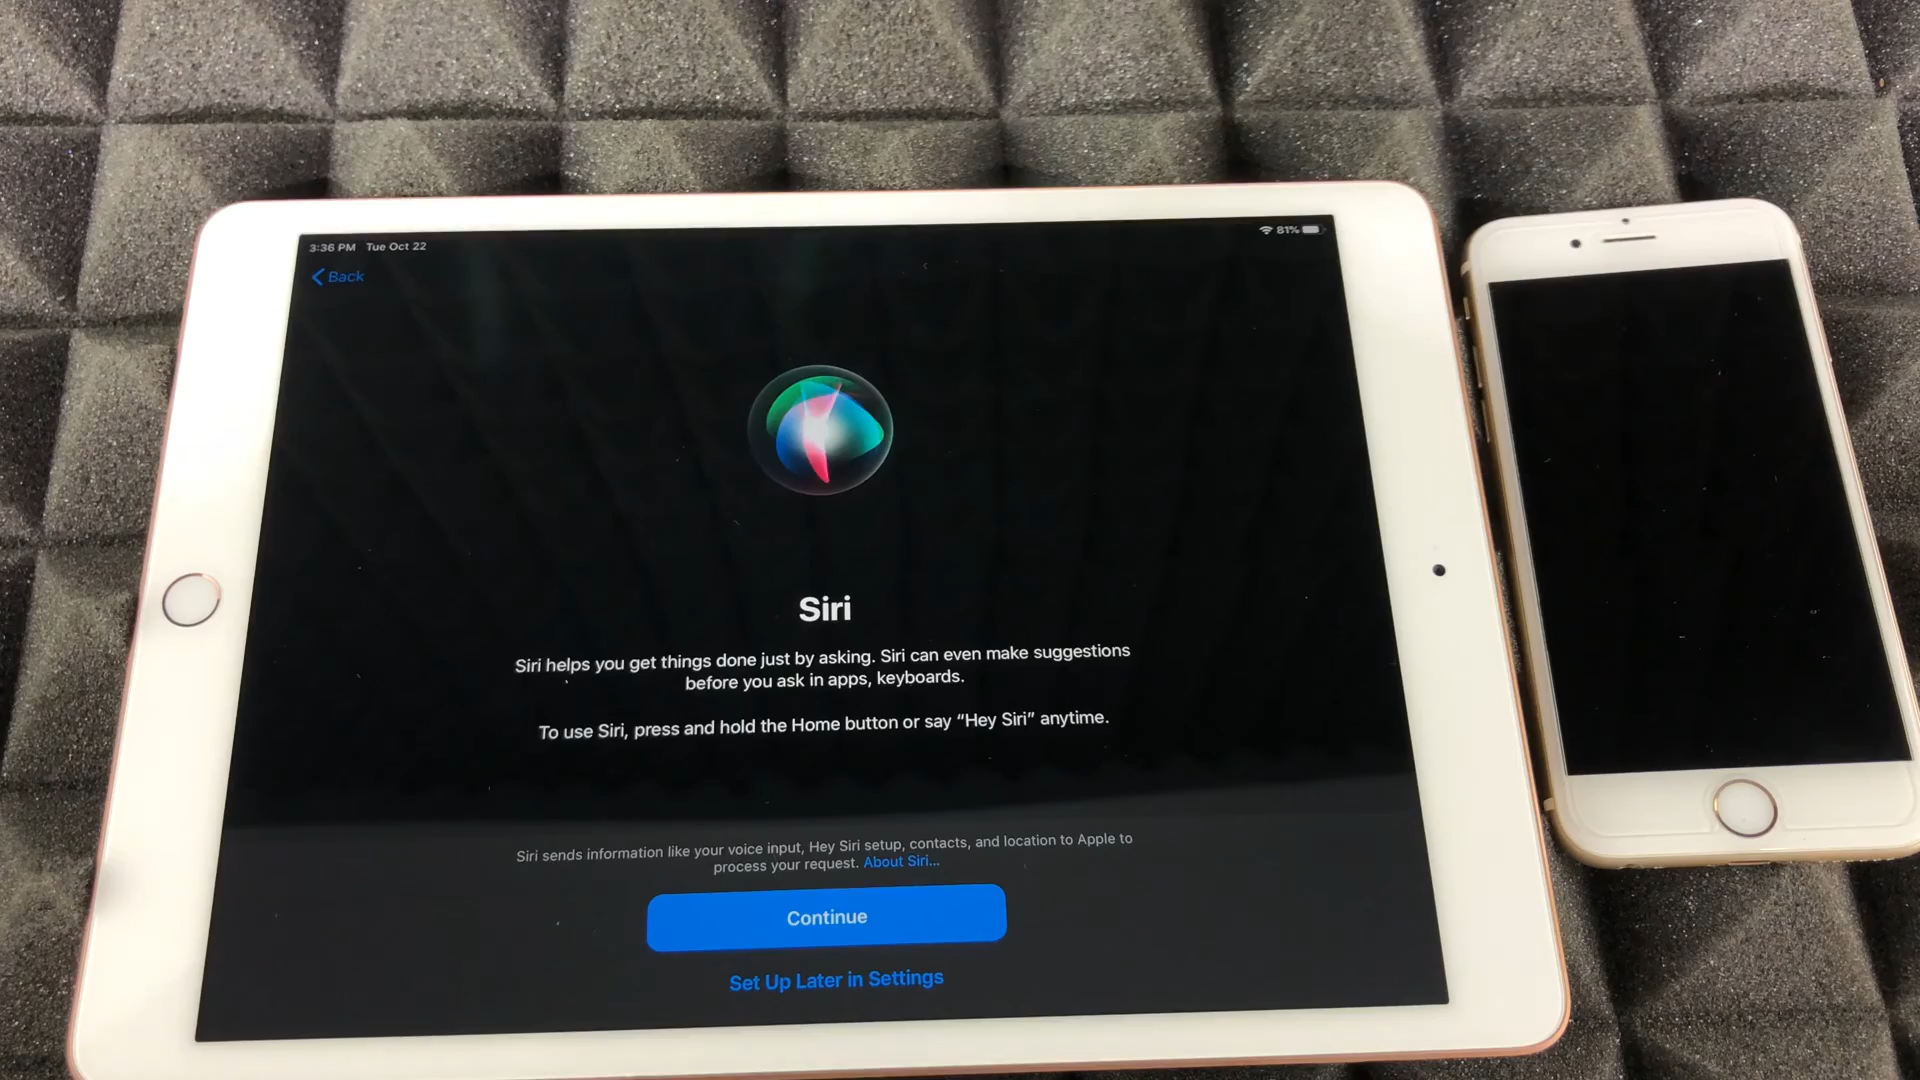 3:36 PM Tue Oct 22
81%
Back
Siri
Siri helps you get things done just by asking. Siri can even make suggestions
before you ask in apps, keyboards.
To use Siri, press and hold the Home button or say “Hey Siri” anytime.
Siri sends information like your voice input, Hey Siri setup, contacts, and location to Apple to
process your request. About Siri...
Continue
Set Up Later in Settings